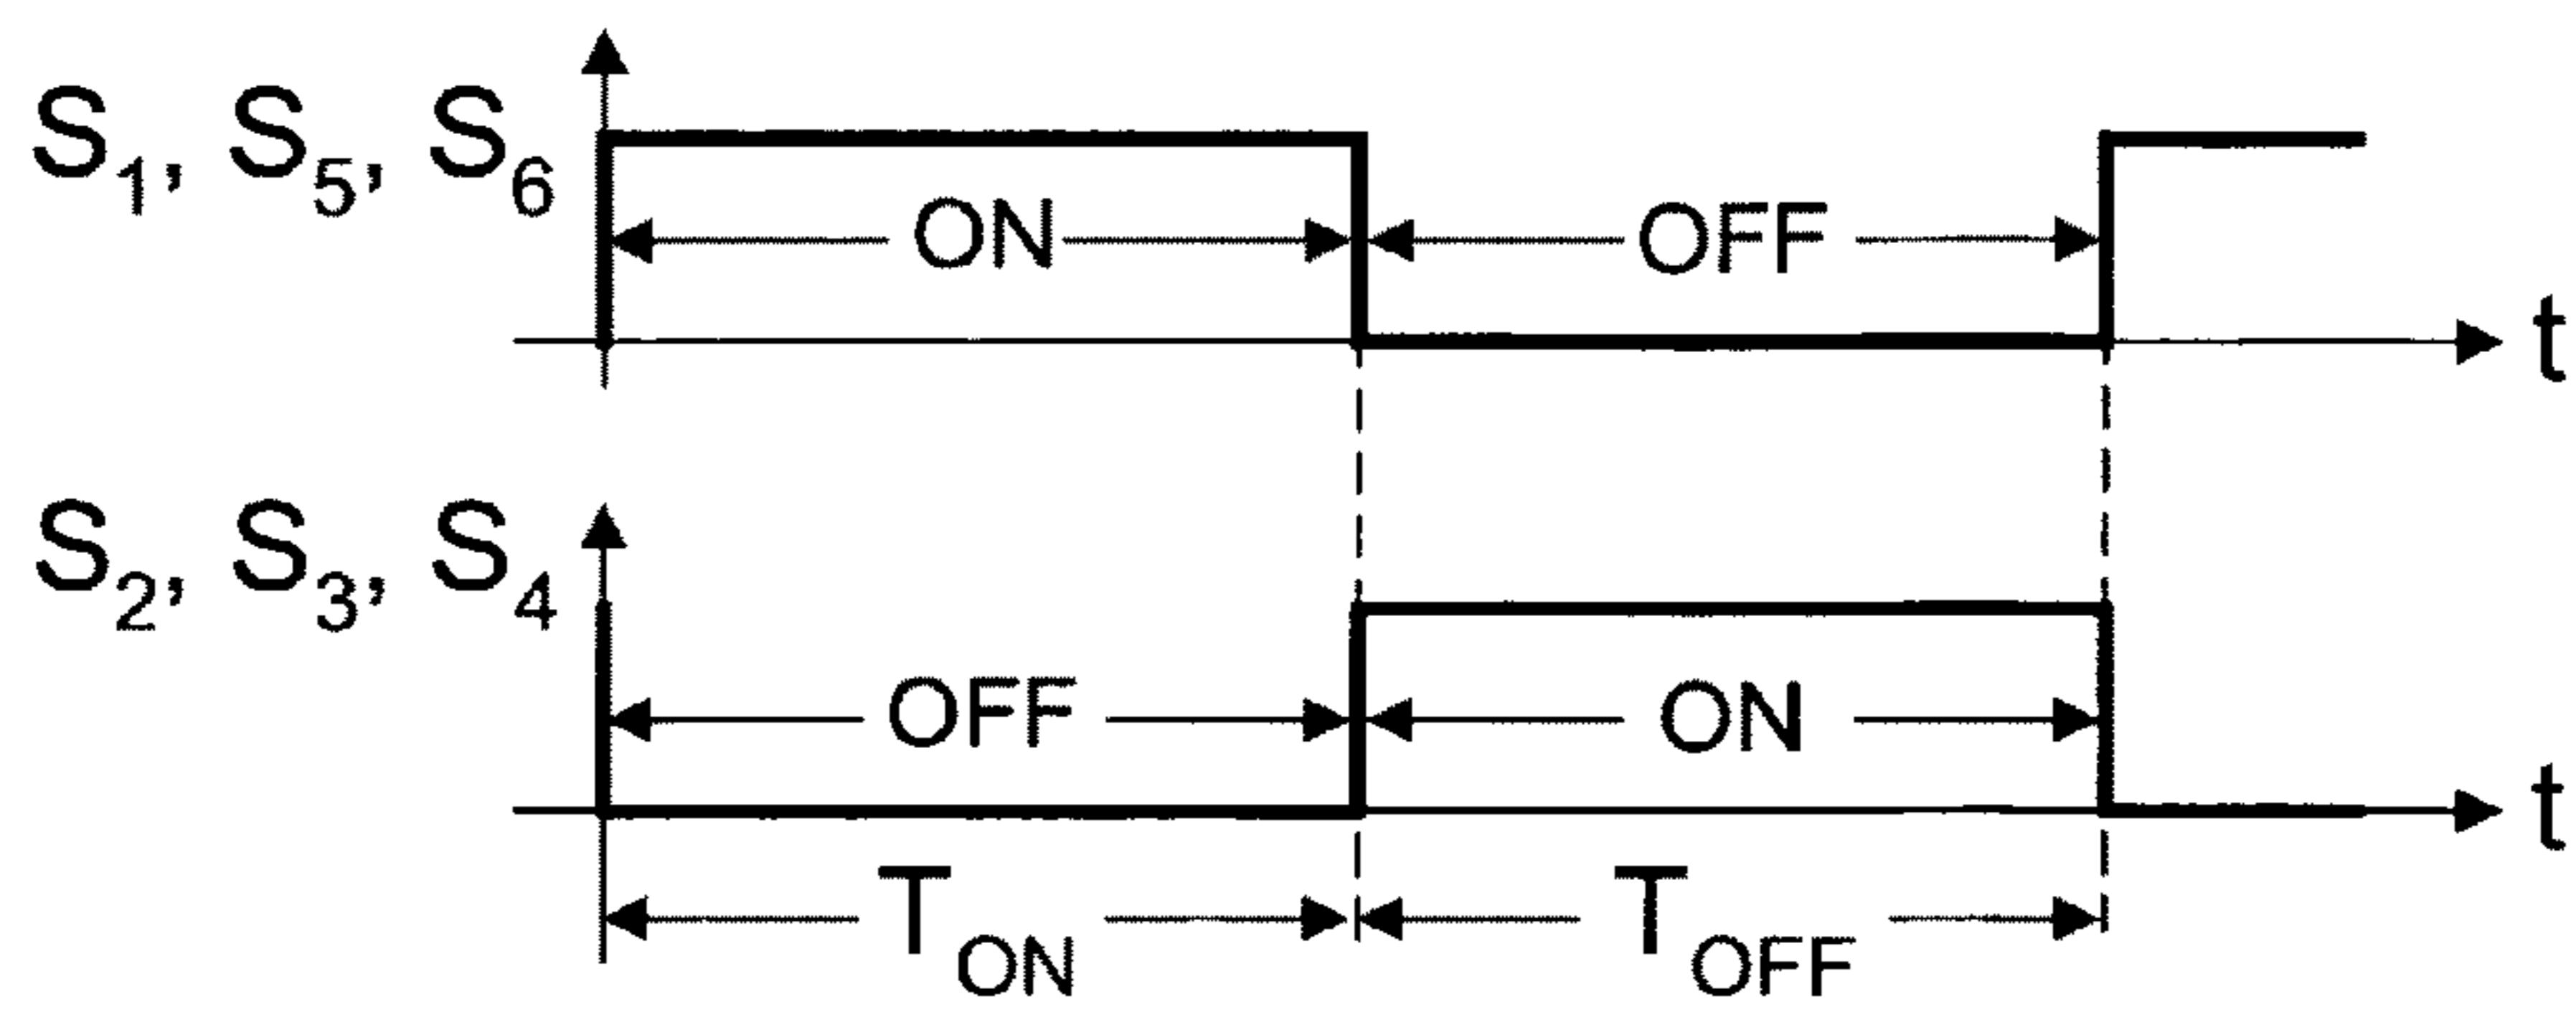 S1, S5, S6
ON OFF
t
S2, S3, S4
OFF ON
t
TON TOFF